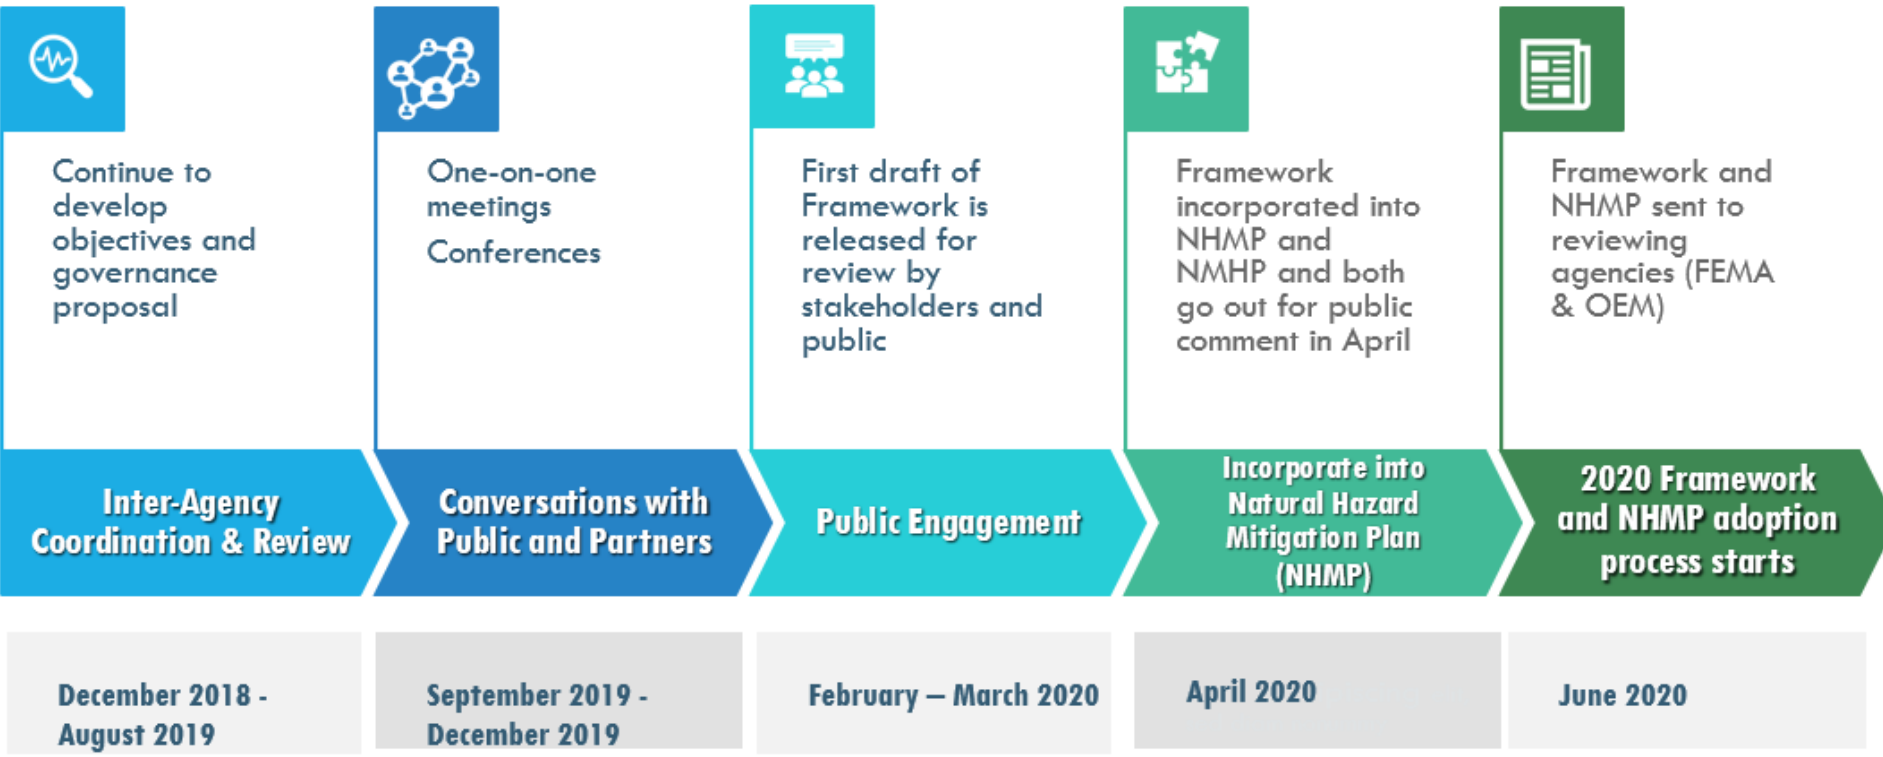 Continue to
develop
objectives and
governance
proposal
One-on-one
meetings
Conferences
First draft of
Framework is
released for
review by
stakeholders and
public
Framework
incorporated into
NHMP and
NMHP and both
go out for public
comment in April
Framework and
NHMP sent to
reviewing
agencies (FEMA
& OEM)
Inter-Agency
Coordination & Review
Conversations with
Public and Partners
Public Engagement
Incorporate into
Natural Hazard
Mitigation Plan
(NHMP)
2020 Framework
and NHMP adoption
process starts
December 2018 -
August 2019
September 2019 -
December 2019
February – March 2020
April 2020
June 2020